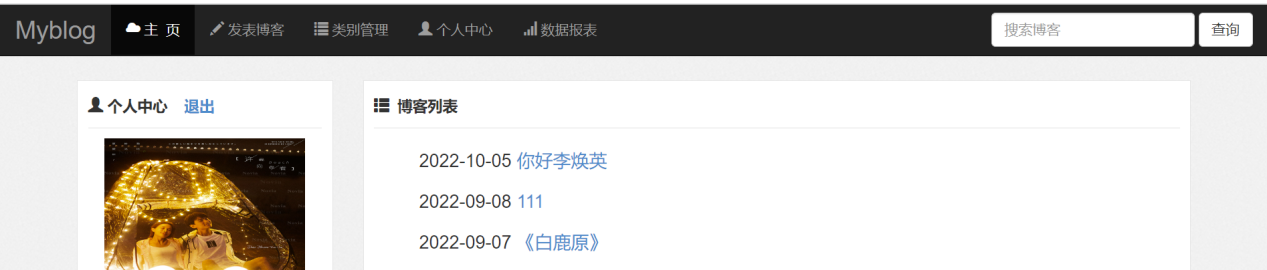 Myblog 主 页 发表博客 类别管理 个人中心 数据报表 搜索博客 查询
个人中心 退出
博客列表
2022-10-05 你好李焕英
2022-09-08 111
2022-09-07 《白鹿原》